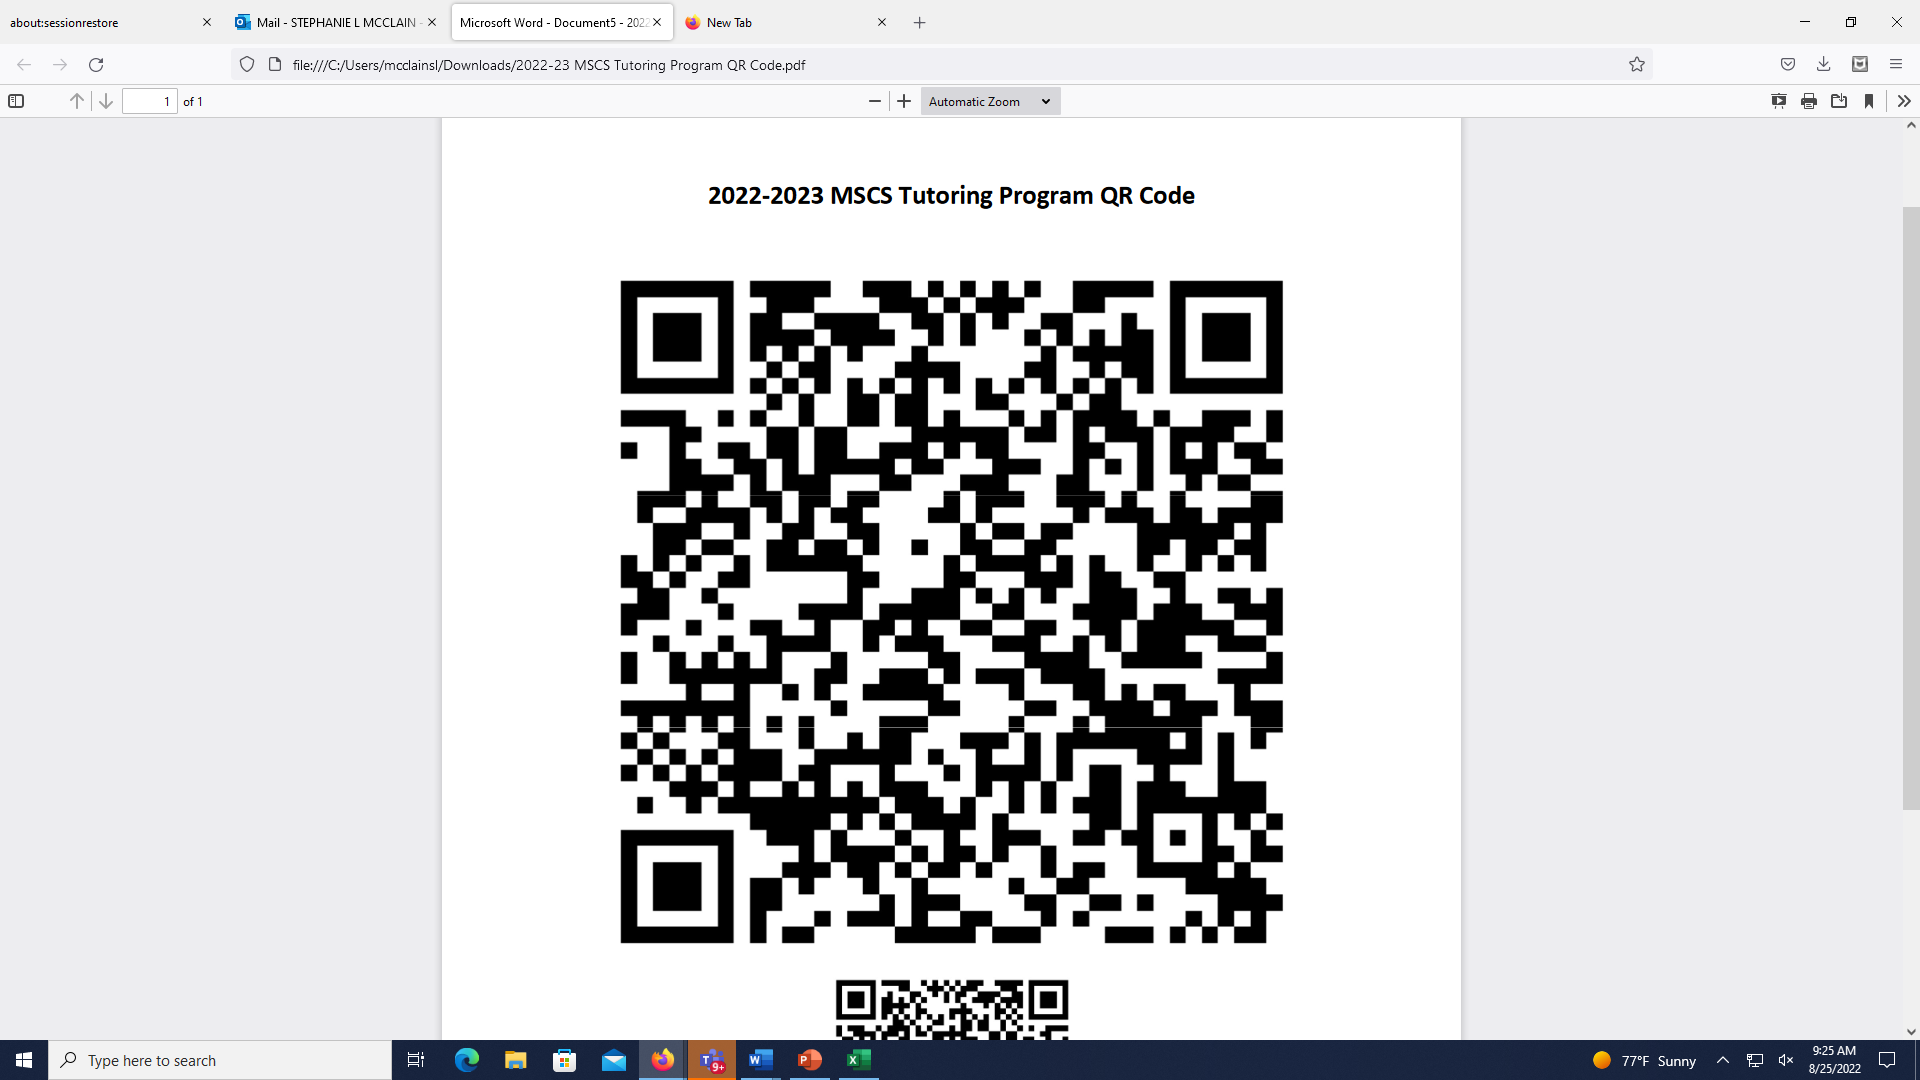 about:sessionrestore
Mail - STEPHANIE L MCCLAIN -
Microsoft Word - Document5 - 2022
New Tab
file:///C:/Users/mcclainsl/Downloads/2022-23 MSCS Tutoring Program QR Code.pdf
1 of 1
Automatic Zoom
2022-2023 MSCS Tutoring Program QR Code
Type here to search
9+
77°F Sunny
9:25 AM
8/25/2022